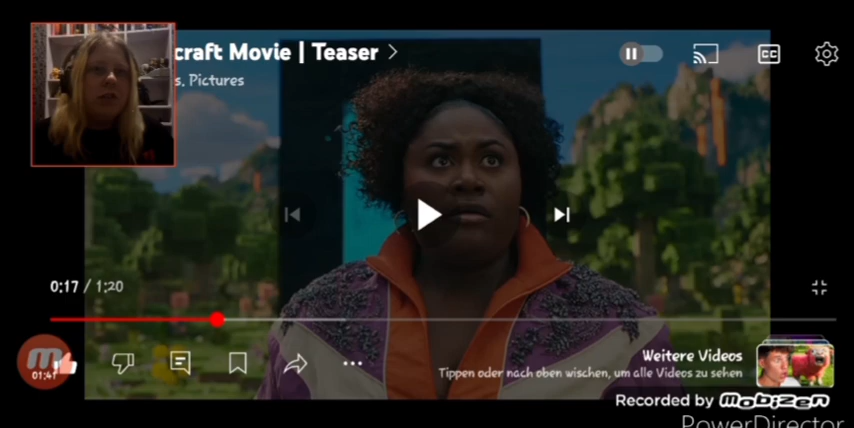 craft Movie | Teaser
s. Pictures
CC
0:17 / 1:20
01:41
Weitere Videos
Tippen oder nach oben wischen, um alle Videos zu sehen
Recorded by Mobizen
PowerDirector